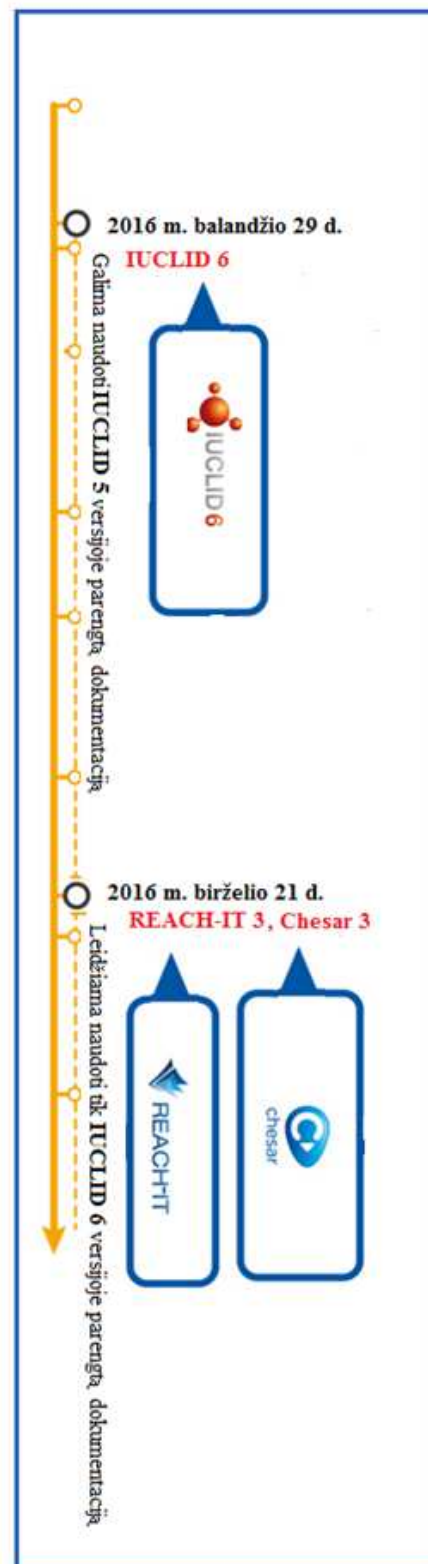 2016 m. balandžio 29 d.
IUCLID 6
IUCLID6
Galima naudoti IUCLID 5 versijoje parengtą dokumentaciją
2016 m. birželio 21 d.
REACH-IT 3, Chesar 3
REACH-IT
chesar
Leidžiama naudoti tik IUCLID 6 versijoje parengtą dokumentaciją